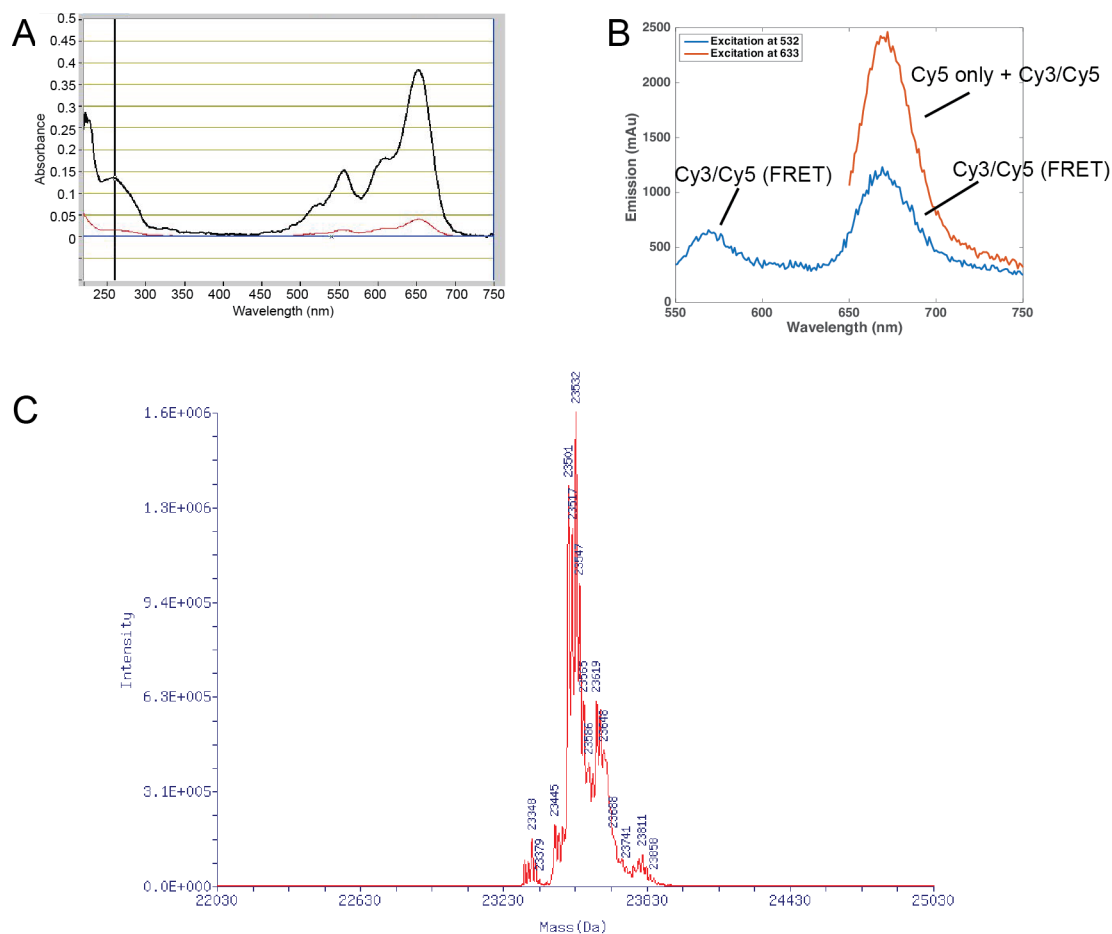 A
0.5
0.45
0.4
0.35
0.3
0.25
0.2
0.15
0.1
0.05
0
Absorbance
250 300 350 400 450 500 550 600 650 700 750
Wavelength (nm)
B
2500
2000
1500
1000
500
0
Emission (mAu)
Excitation at 532
Excitation at 633
Cy5 only + Cy3/Cy5
Cy3/Cy5 (FRET)
Cy3/Cy5 (FRET)
550 600 650 700 750
Wavelength (nm)
C
1.6E+006
1.3E+006
9.4E+005
6.3E+005
3.1E+005
0.0E+000
Intensity
23348
23379
23445
23501
23517
23532
23547
23565
23586
23619
23648
23688
23741
23811
23858
22030 22630 23230 23830 24430 25030
Mass(Da)